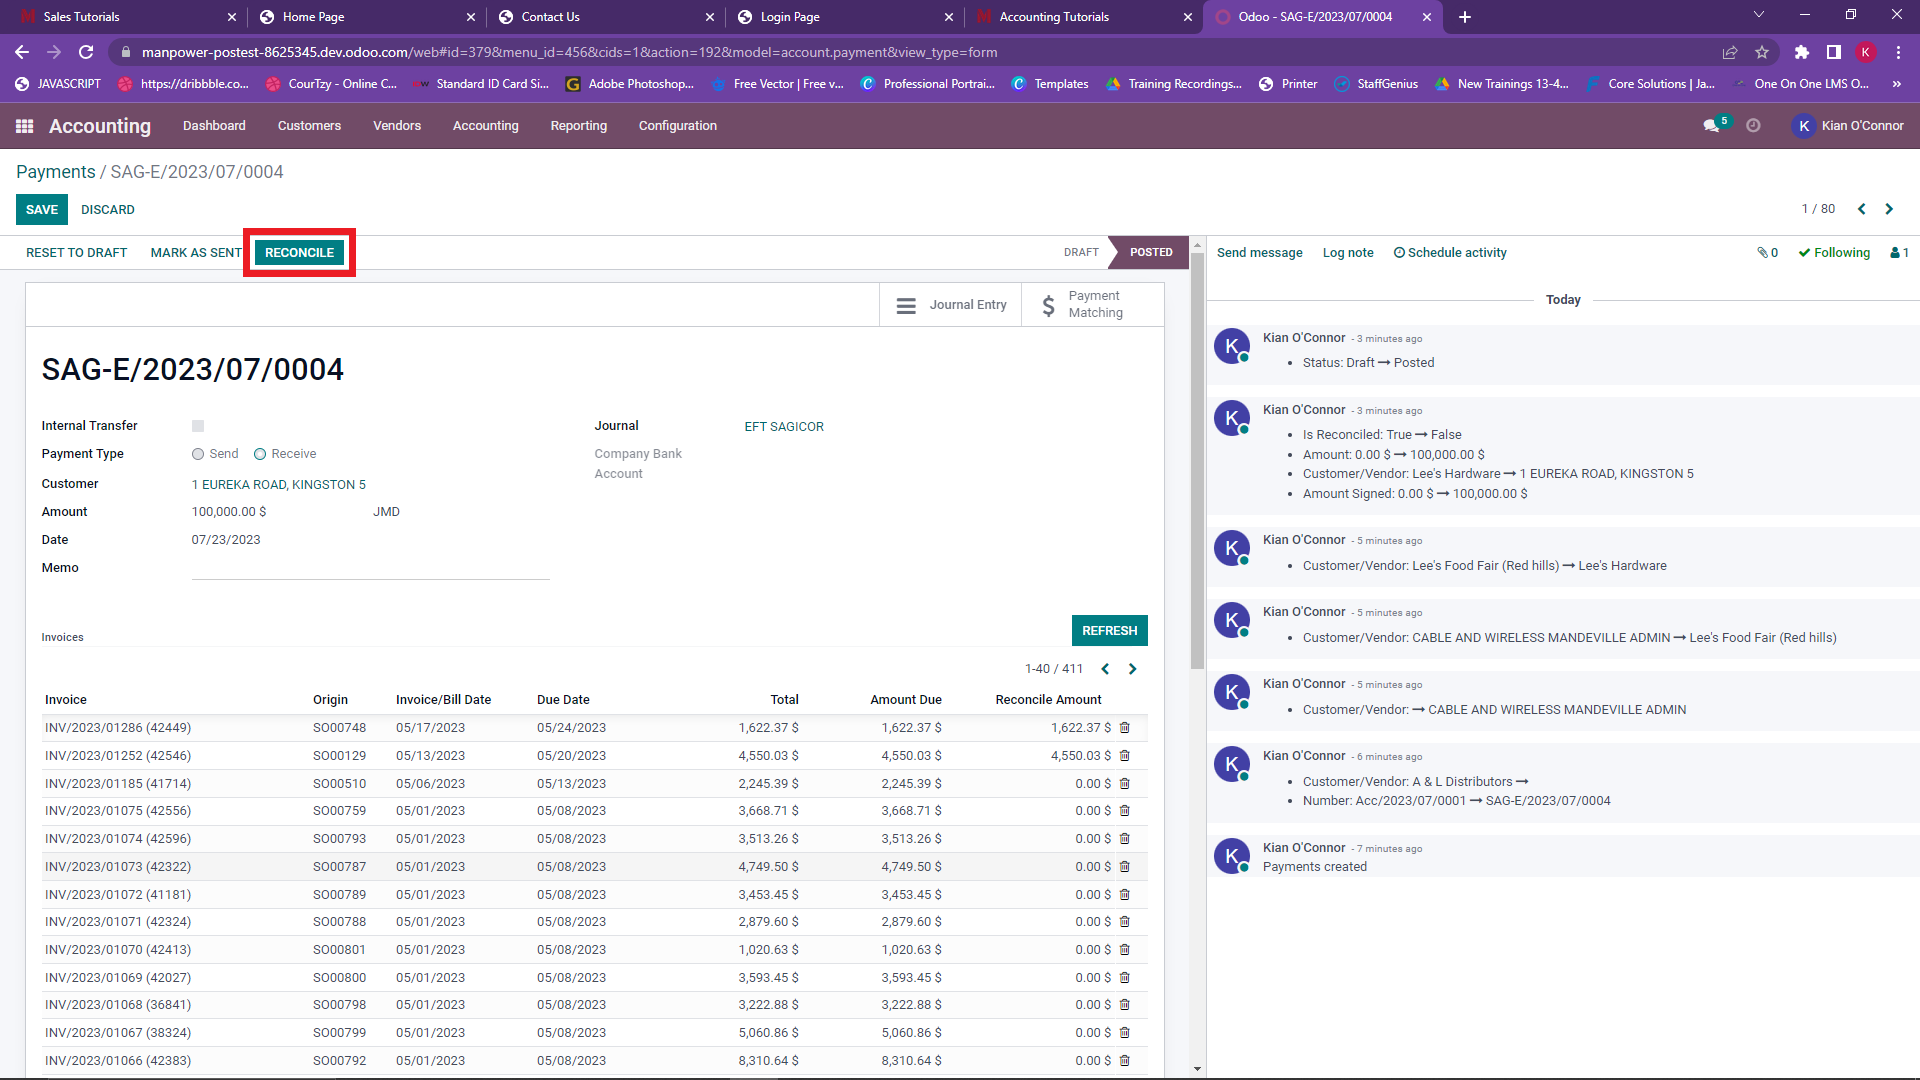 Sales Tutorials
Home Page
Contact Us
Login Page
Accounting Tutorials
Odoo - SAG-E/2023/07/0004
manpower-postest-8625345.dev.odoo.com/web#id=379&menu_id=456&cids=1&action=192&model=account.payment&view_type=form
K
JAVASCRIPT
https://dribbble.co...
CourTzy - Online C...
Standard ID Card Si...
Adobe Photoshop...
Free Vector | Free v...
Professional Portrai...
Templates
Training Recordings...
Printer
StaffGenius
New Trainings 13-4...
Core Solutions | Ja...
One On One LMS O...
»
Accounting Dashboard Customers Vendors Accounting Reporting Configuration
5
K Kian O'Connor
Payments / SAG-E/2023/07/0004
SAVE DISCARD
1 / 80
RESET TO DRAFT MARK AS SENT RECONCILE
DRAFT POSTED
Journal Entry
$ Payment Matching
SAG-E/2023/07/0004
Internal Transfer
Payment Type Send Receive
Customer 1 EUREKA ROAD, KINGSTON 5
Amount 100,000.00 $ JMD
Date 07/23/2023
Memo
Journal EFT SAGICOR
Company Bank
Account
Invoices
REFRESH
1-40 / 411
Invoice Origin Invoice/Bill Date Due Date Total Amount Due Reconcile Amount
INV/2023/01286 (42449) SO00748 05/17/2023 05/24/2023 1,622.37 $ 1,622.37 $ 1,622.37 $
INV/2023/01252 (42546) SO00129 05/13/2023 05/20/2023 4,550.03 $ 4,550.03 $ 4,550.03 $
INV/2023/01185 (41714) SO00510 05/06/2023 05/13/2023 2,245.39 $ 2,245.39 $ 0.00 $
INV/2023/01075 (42556) SO00759 05/01/2023 05/08/2023 3,668.71 $ 3,668.71 $ 0.00 $
INV/2023/01074 (42596) SO00793 05/01/2023 05/08/2023 3,513.26 $ 3,513.26 $ 0.00 $
INV/2023/01073 (42322) SO00787 05/01/2023 05/08/2023 4,749.50 $ 4,749.50 $ 0.00 $
INV/2023/01072 (41181) SO00789 05/01/2023 05/08/2023 3,453.45 $ 3,453.45 $ 0.00 $
INV/2023/01071 (42324) SO00788 05/01/2023 05/08/2023 2,879.60 $ 2,879.60 $ 0.00 $
INV/2023/01070 (42413) SO00801 05/01/2023 05/08/2023 1,020.63 $ 1,020.63 $ 0.00 $
INV/2023/01069 (42027) SO00800 05/01/2023 05/08/2023 3,593.45 $ 3,593.45 $ 0.00 $
INV/2023/01068 (36841) SO00798 05/01/2023 05/08/2023 3,222.88 $ 3,222.88 $ 0.00 $
INV/2023/01067 (38324) SO00799 05/01/2023 05/08/2023 5,060.86 $ 5,060.86 $ 0.00 $
INV/2023/01066 (42383) SO00792 05/01/2023 05/08/2023 8,310.64 $ 8,310.64 $ 0.00 $
Send message Log note Schedule activity
0 Following 1
Today
K Kian O'Connor - 3 minutes ago
• Status: Draft → Posted
K Kian O'Connor - 3 minutes ago
• Is Reconciled: True → False
• Amount: 0.00 $ → 100,000.00 $
• Customer/Vendor: Lee's Hardware → 1 EUREKA ROAD, KINGSTON 5
• Amount Signed: 0.00 $ → 100,000.00 $
K Kian O'Connor - 5 minutes ago
• Customer/Vendor: Lee's Food Fair (Red hills) → Lee's Hardware
K Kian O'Connor - 5 minutes ago
• Customer/Vendor: CABLE AND WIRELESS MANDEVILLE ADMIN → Lee's Food Fair (Red hills)
K Kian O'Connor - 5 minutes ago
• Customer/Vendor: → CABLE AND WIRELESS MANDEVILLE ADMIN
K Kian O'Connor - 6 minutes ago
• Customer/Vendor: A & L Distributors →
• Number: Acc/2023/07/0001 → SAG-E/2023/07/0004
K Kian O'Connor - 7 minutes ago
Payments created